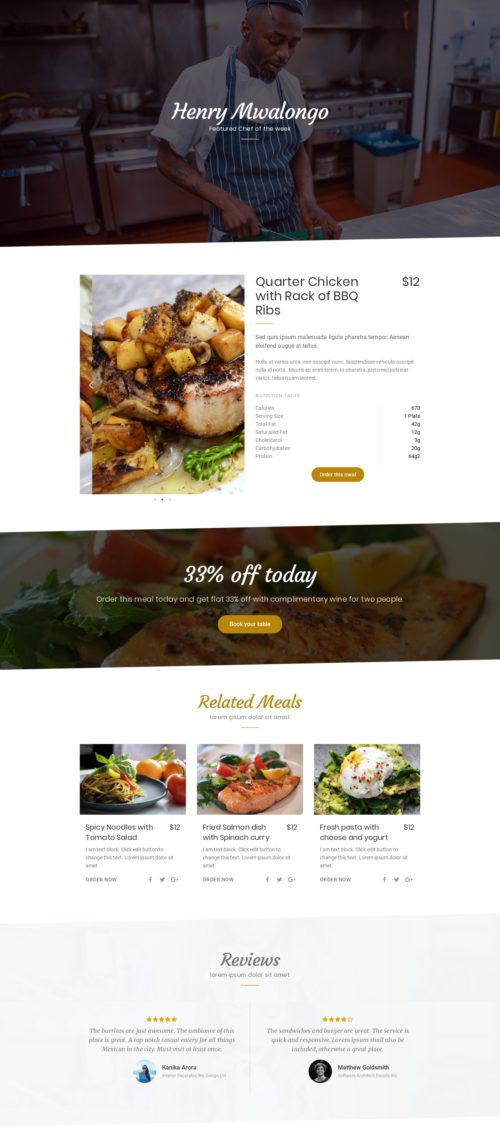 Henry Mwalongo
Featured Chef of the week
Quarter Chicken
with Rack of BBQ
Ribs
$12
Sed quis ipsum malesuada ligula pharetra tempor. Aenean
eleifend augue at tellus.
Nulla at varius urna, non suscipit nunc. Suspendisse vehicula suscipit
nulla id porta. Mauris eu enim lorem. In pharetra, justo nec pulvinar
varius, tellus quam laoreet.
NUTRITION FACTS
Calories 670
Serving Size 1 Plate
Total Fat 42g
Saturated Fat 12g
Cholesterol 3g
Carbohydrates 20g
Protein 64g2
Order this meal
33% off today
Order this meal today and get flat 33% off with complimentary wine for two people.
Book your table
Related Meals
lorem ipsum dolor sit amet
Spicy Noodles with
Tomato Salad
$12
I am text block. Click edit button to
change this text. Lorem ipsum dolor sit
amet.
ORDER NOW
Fried Salmon dish
with Spinach curry
$12
I am text block. Click edit button to
change this text. Lorem ipsum dolor sit
amet.
ORDER NOW
Fresh pasta with
cheese and yogurt
$12
I am text block. Click edit button to
change this text. Lorem ipsum dolor sit
amet.
ORDER NOW
Reviews
lorem ipsum dolor sit amet
The burritos are just awesome. The ambiance of this
place is great. A top notch casual eatery for all things
Mexican in the city. Must visit at least once.
Kanika Arora
Interior Decorator, We Design Ltd.
The sandwiches and burger are great. The service is
quick and responsive. Lorem ipsum shall also be
included, otherwise a great place.
Matthew Goldsmith
Software Architect,